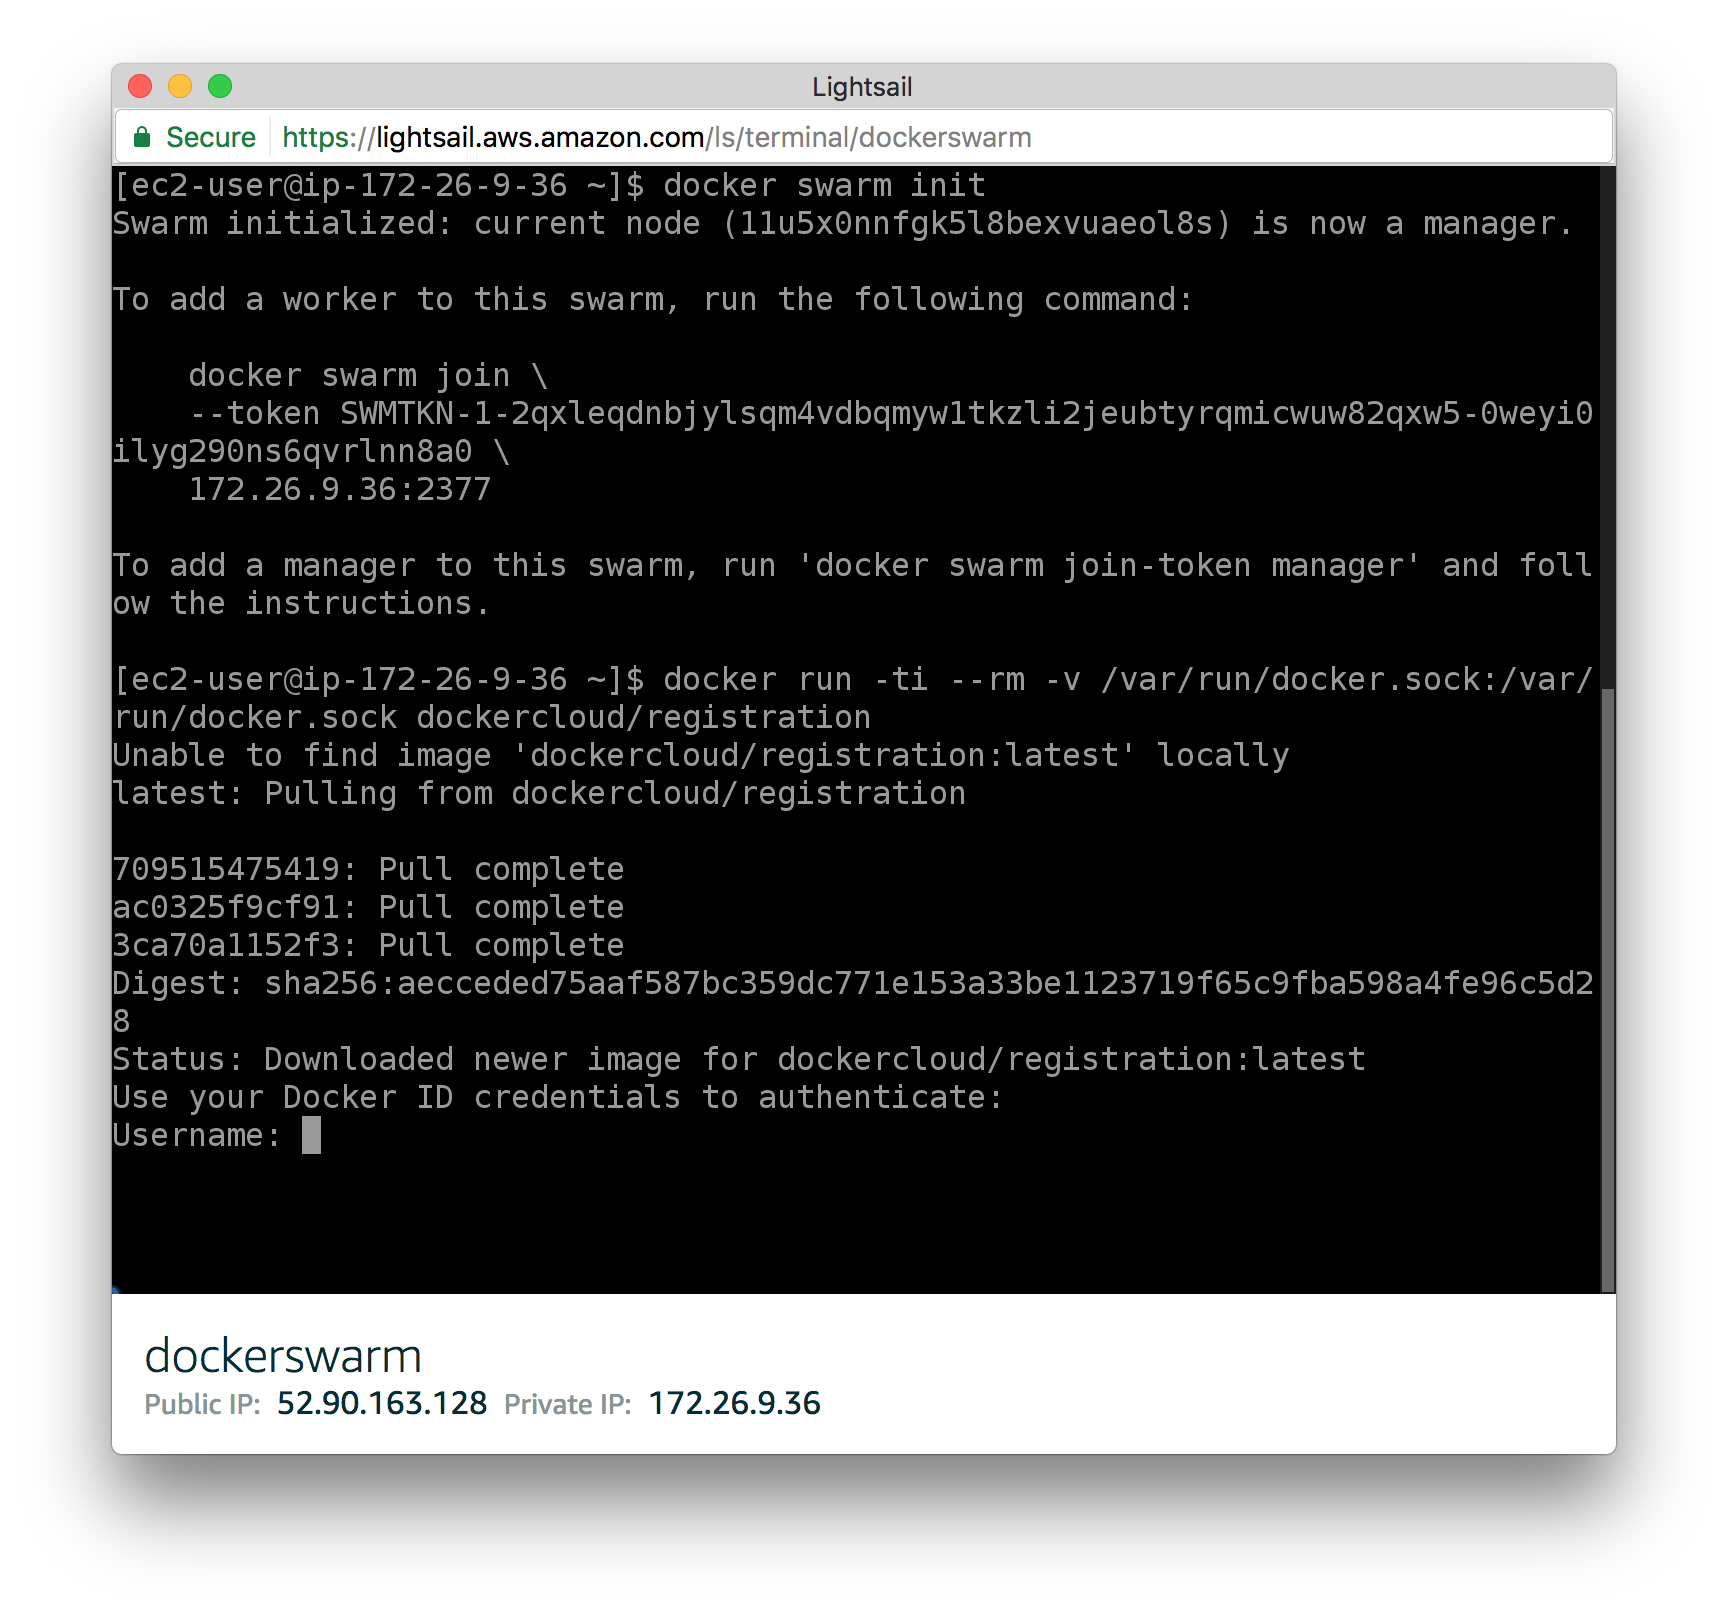 Lightsail
Secure https://lightsail.aws.amazon.com/ls/terminal/dockerswarm
[ec2-user@ip-172-26-9-36 ~]$ docker swarm init
Swarm initialized: current node (11u5x0nnfgk5l8bexvuaeol8s) is now a manager.
To add a worker to this swarm, run the following command:
docker swarm join \
--token SWMTKN-1-2qxleqdnbjylsqm4vdbqmyw1tkzli2jeubtyrqmicwuw82qxw5-0weyi0
ilyg290ns6qvrlnn8a0 \
172.26.9.36:2377
To add a manager to this swarm, run 'docker swarm join-token manager' and foll
ow the instructions.
[ec2-user@ip-172-26-9-36 ~]$ docker run -ti --rm -v /var/run/docker.sock:/var/
run/docker.sock dockercloud/registration
Unable to find image 'dockercloud/registration:latest' locally
latest: Pulling from dockercloud/registration
709515475419: Pull complete
ac0325f9cf91: Pull complete
3ca70a1152f3: Pull complete
Digest: sha256:aecceded75aaf587bc359dc771e153a33be1123719f65c9fba598a4fe96c5d2
8
Status: Downloaded newer image for dockercloud/registration:latest
Use your Docker ID credentials to authenticate:
Username:
dockerswarm
Public IP: 52.90.163.128 Private IP: 172.26.9.36